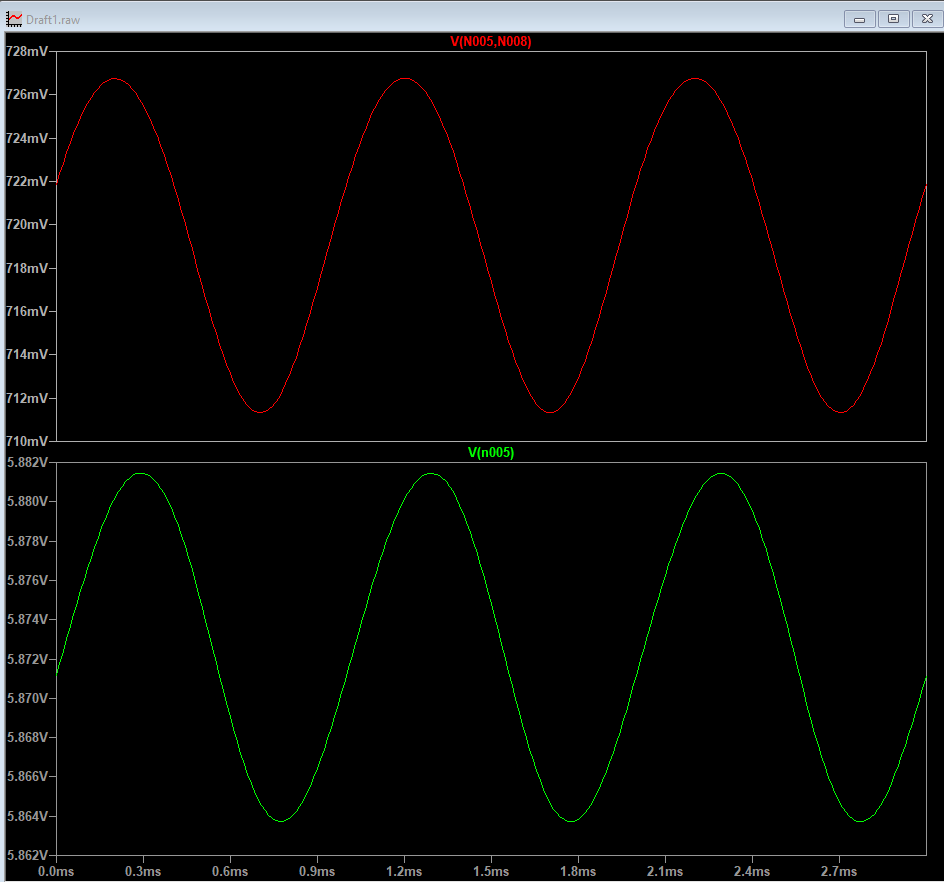 Draft1.raw
V(N005,N008)
728mV
726mV
724mV
722mV
720mV
718mV
716mV
714mV
712mV
710mV
V(n005)
5.882V
5.880V
5.878V
5.876V
5.874V
5.872V
5.870V
5.868V
5.866V
5.864V
5.862V
0.0ms 0.3ms 0.6ms 0.9ms 1.2ms 1.5ms 1.8ms 2.1ms 2.4ms 2.7ms